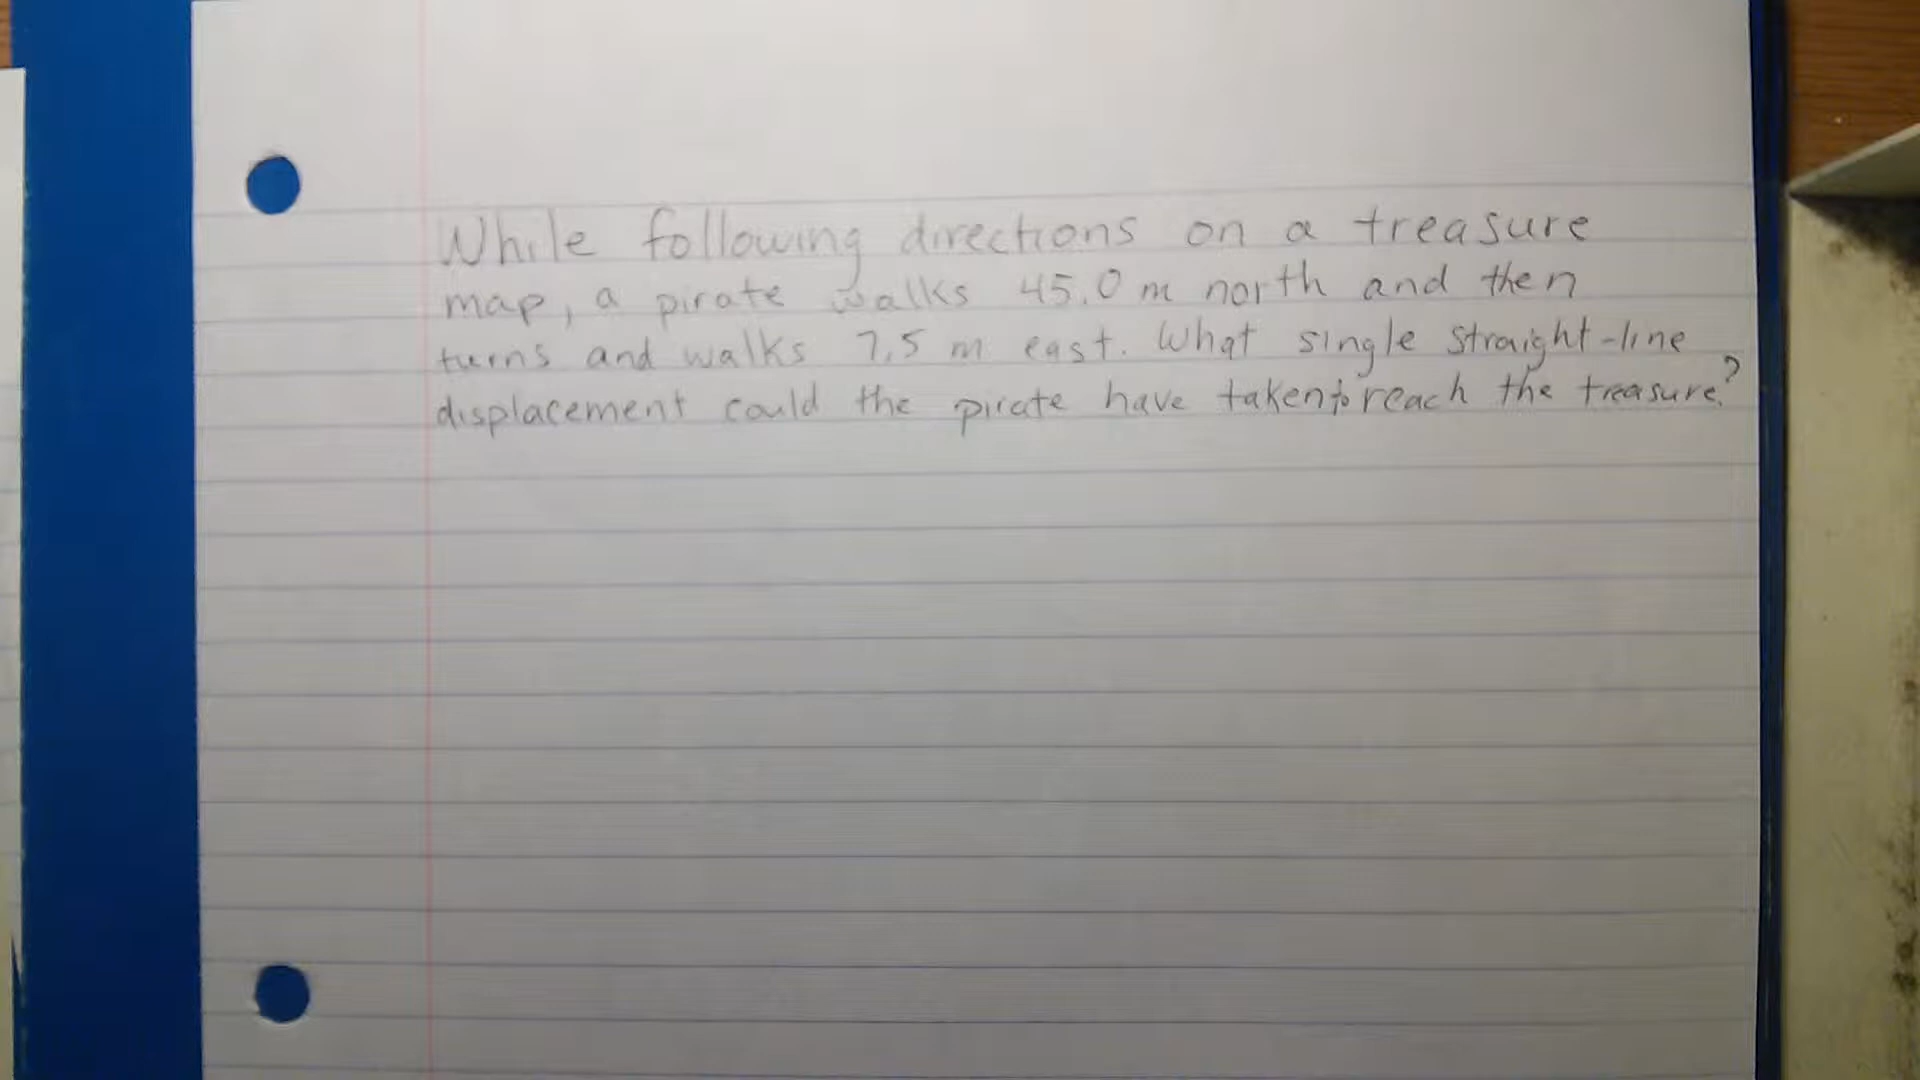 While following directions on a treasure
map, a pirate walks 45.0 m north and then
turns and walks 7.5 m east. What single straight-line
displacement could the pirate have taken to reach the treasure?